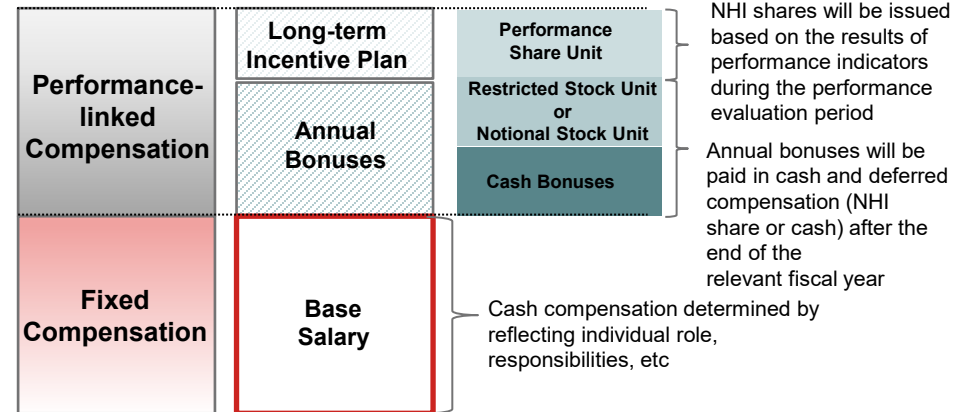 Performance-
linked
Compensation
Fixed
Compensation
Long-term
Incentive Plan
Annual
Bonuses
Base
Salary
Performance
Share Unit
Restricted Stock Unit
or
Notional Stock Unit
Cash Bonuses
NHI shares will be issued
based on the results of
performance indicators
during the performance
evaluation period
Annual bonuses will be
paid in cash and deferred
compensation (NHI
share or cash) after the
end of the
relevant fiscal year
Cash compensation determined by
reflecting individual role,
responsibilities, etc